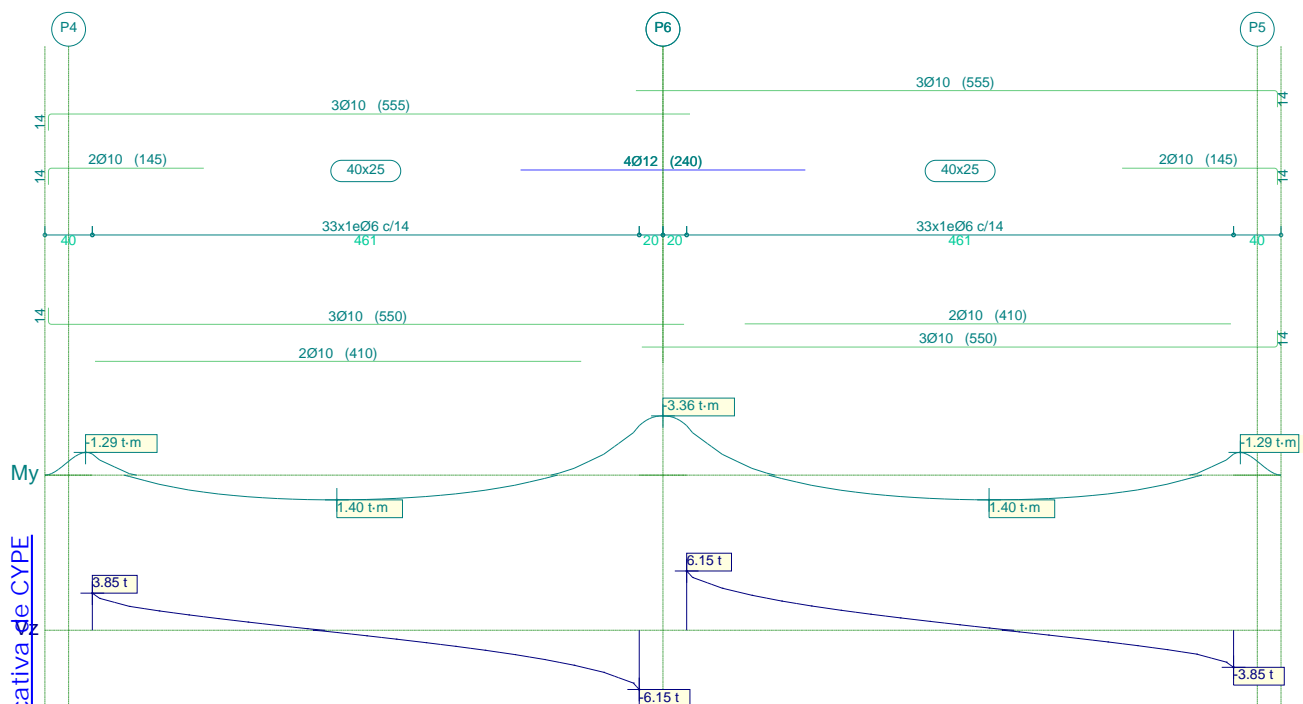 P4 P6 P5
3Ø10 (555)
14
3Ø10 (555)
14
2Ø10 (145) 4Ø12 (240) 2Ø10 (145)
14 40x25 40x25 14
33x1eØ6 c/14 33x1eØ6 c/14
40 461 20 20 461 40
14 3Ø10 (550) 2Ø10 (410)
3Ø10 (550) 14
2Ø10 (410)
-3.36 t·m
-1.29 t·m -1.29 t·m
My
1.40 t·m 1.40 t·m
6.15 t
3.85 t
cativa de CYPE
-3.85 t
-6.15 t